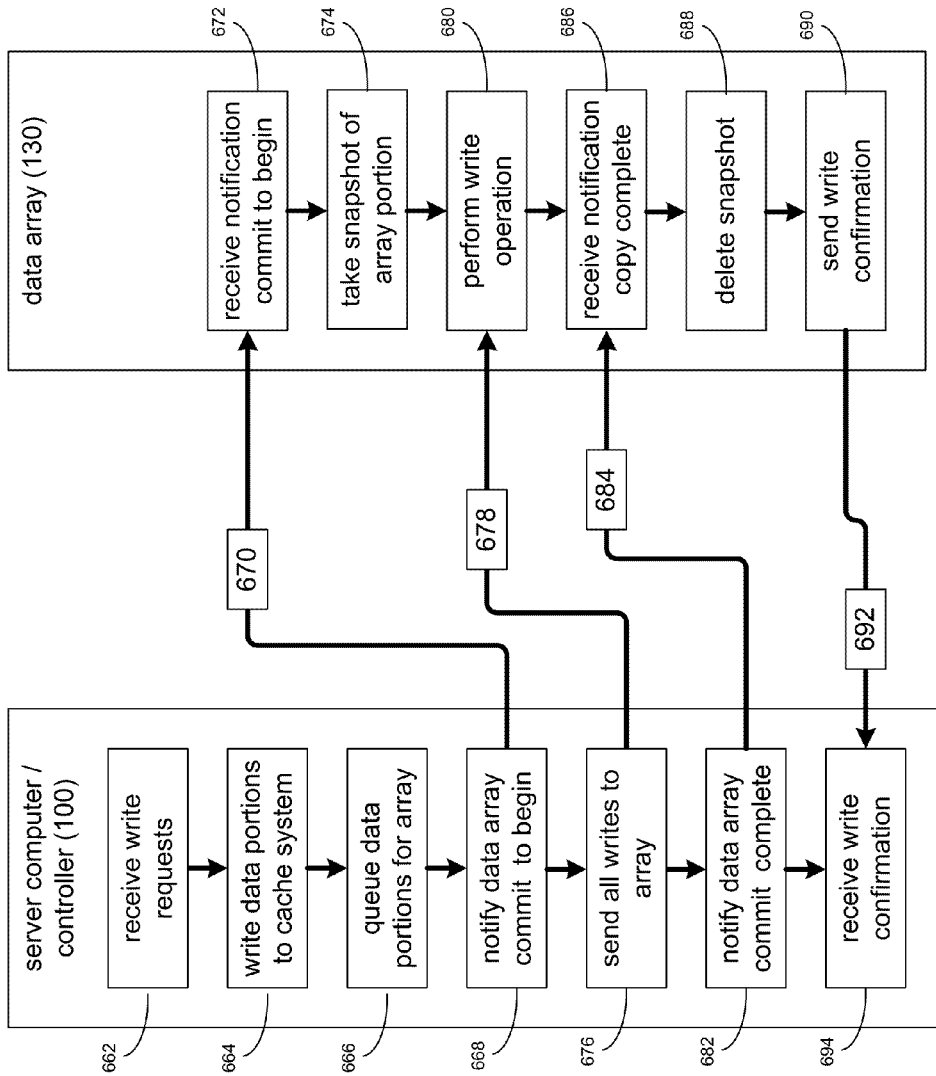 server computer /
controller (100)
662
receive write
requests
664
write data portions
to cache system
666
queue data
portions for array
668
notify data array
commit to begin
676
send all writes to
array
682
notify data array
commit complete
694
receive write
confirmation
670
678
684
692
data array (130)
672
receive notification
commit to begin
674
take snapshot of
array portion
680
perform write
operation
686
receive notification
copy complete
688
delete snapshot
690
send write
confirmation